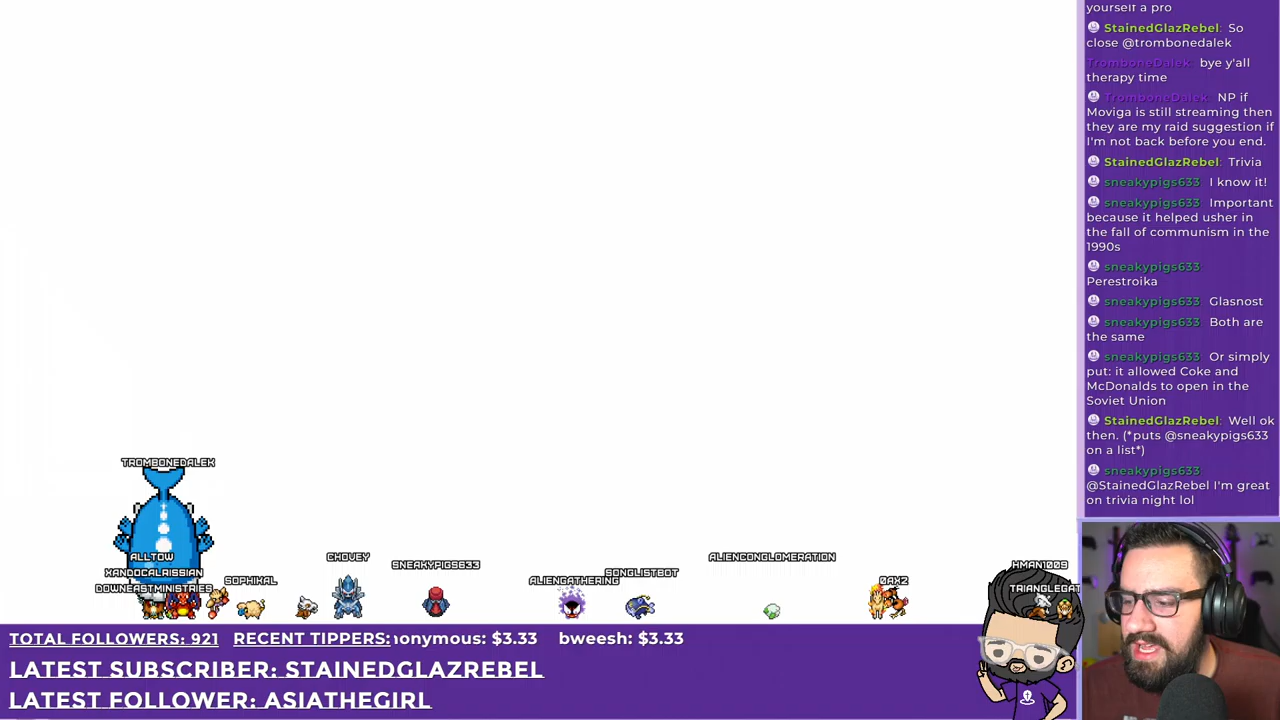 yourself a pro
StainedGlazRebel: So
close @trombonedalek
TromboneDalek: bye y'all
therapy time
TromboneDalek: NP if
Moviga is still streaming then
they are my raid suggestion if
I'm not back before you end.
StainedGlazRebel: Trivia
sneakypigs633: I know it!
sneakypigs633: Important
because it helped usher in
the fall of communism in the
1990s
sneakypigs633:
Perestroika
sneakypigs633: Glasnost
sneakypigs633: Both are
the same
sneakypigs633: Or simply
put: it allowed Coke and
McDonalds to open in the
Soviet Union
StainedGlazRebel: Well ok
then. (*puts @sneakypigs633
on a list*)
sneakypigs633:
@StainedGlazRebel I'm great
on trivia night lol
TROMBONEDALEK
ALLTOW
XANDOCALRISSIAN
DOWNEASTMINISTRIES
SOPHIKAL
CHOVEY
SNEAKYPIGS633
ALIENGATHERING
SONGLISTBOT
ALIENCONGLOMERATION
HMAN1009
TRIANGLEGAT
TOTAL FOLLOWERS: 921 RECENT TIPPERS: onymous: $3.33 bweesh: $3.33
LATEST SUBSCRIBER: STAINEDGLAZREBEL
LATEST FOLLOWER: ASIATHEGIRL